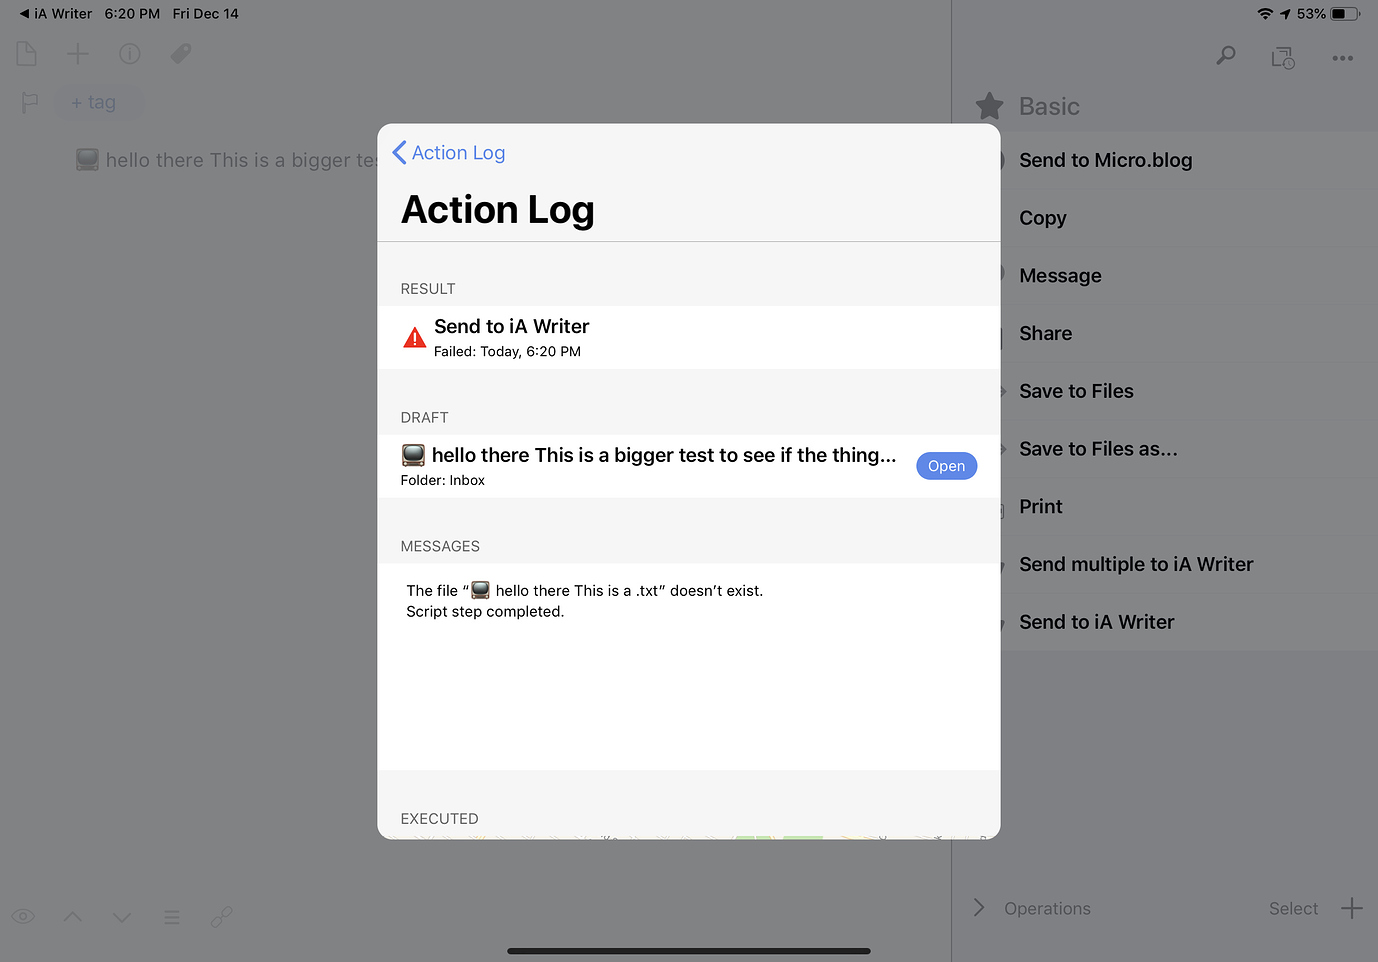 ◀ iA Writer 6:20 PM Fri Dec 14
53%
+ tag
📺 hello there This is a bigger
Action Log
Action Log
RESULT
Send to iA Writer
Failed: Today, 6:20 PM
DRAFT
📺 hello there This is a bigger test to see if the thing...
Folder: Inbox
Open
MESSAGES
The file “📺 hello there This is a .txt” doesn’t exist.
Script step completed.
EXECUTED
Basic
Send to Micro.blog
Copy
Message
Share
Save to Files
Save to Files as...
Print
Send multiple to iA Writer
Send to iA Writer
Operations
Select